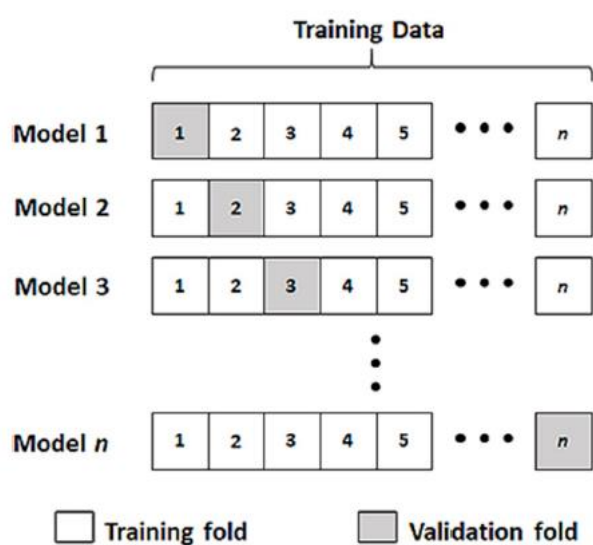 Training Data
Model 1 1 2 3 4 5 • • • n
Model 2 1 2 3 4 5 • • • n
Model 3 1 2 3 4 5 • • • n
Model n 1 2 3 4 5 • • • n
Training fold Validation fold